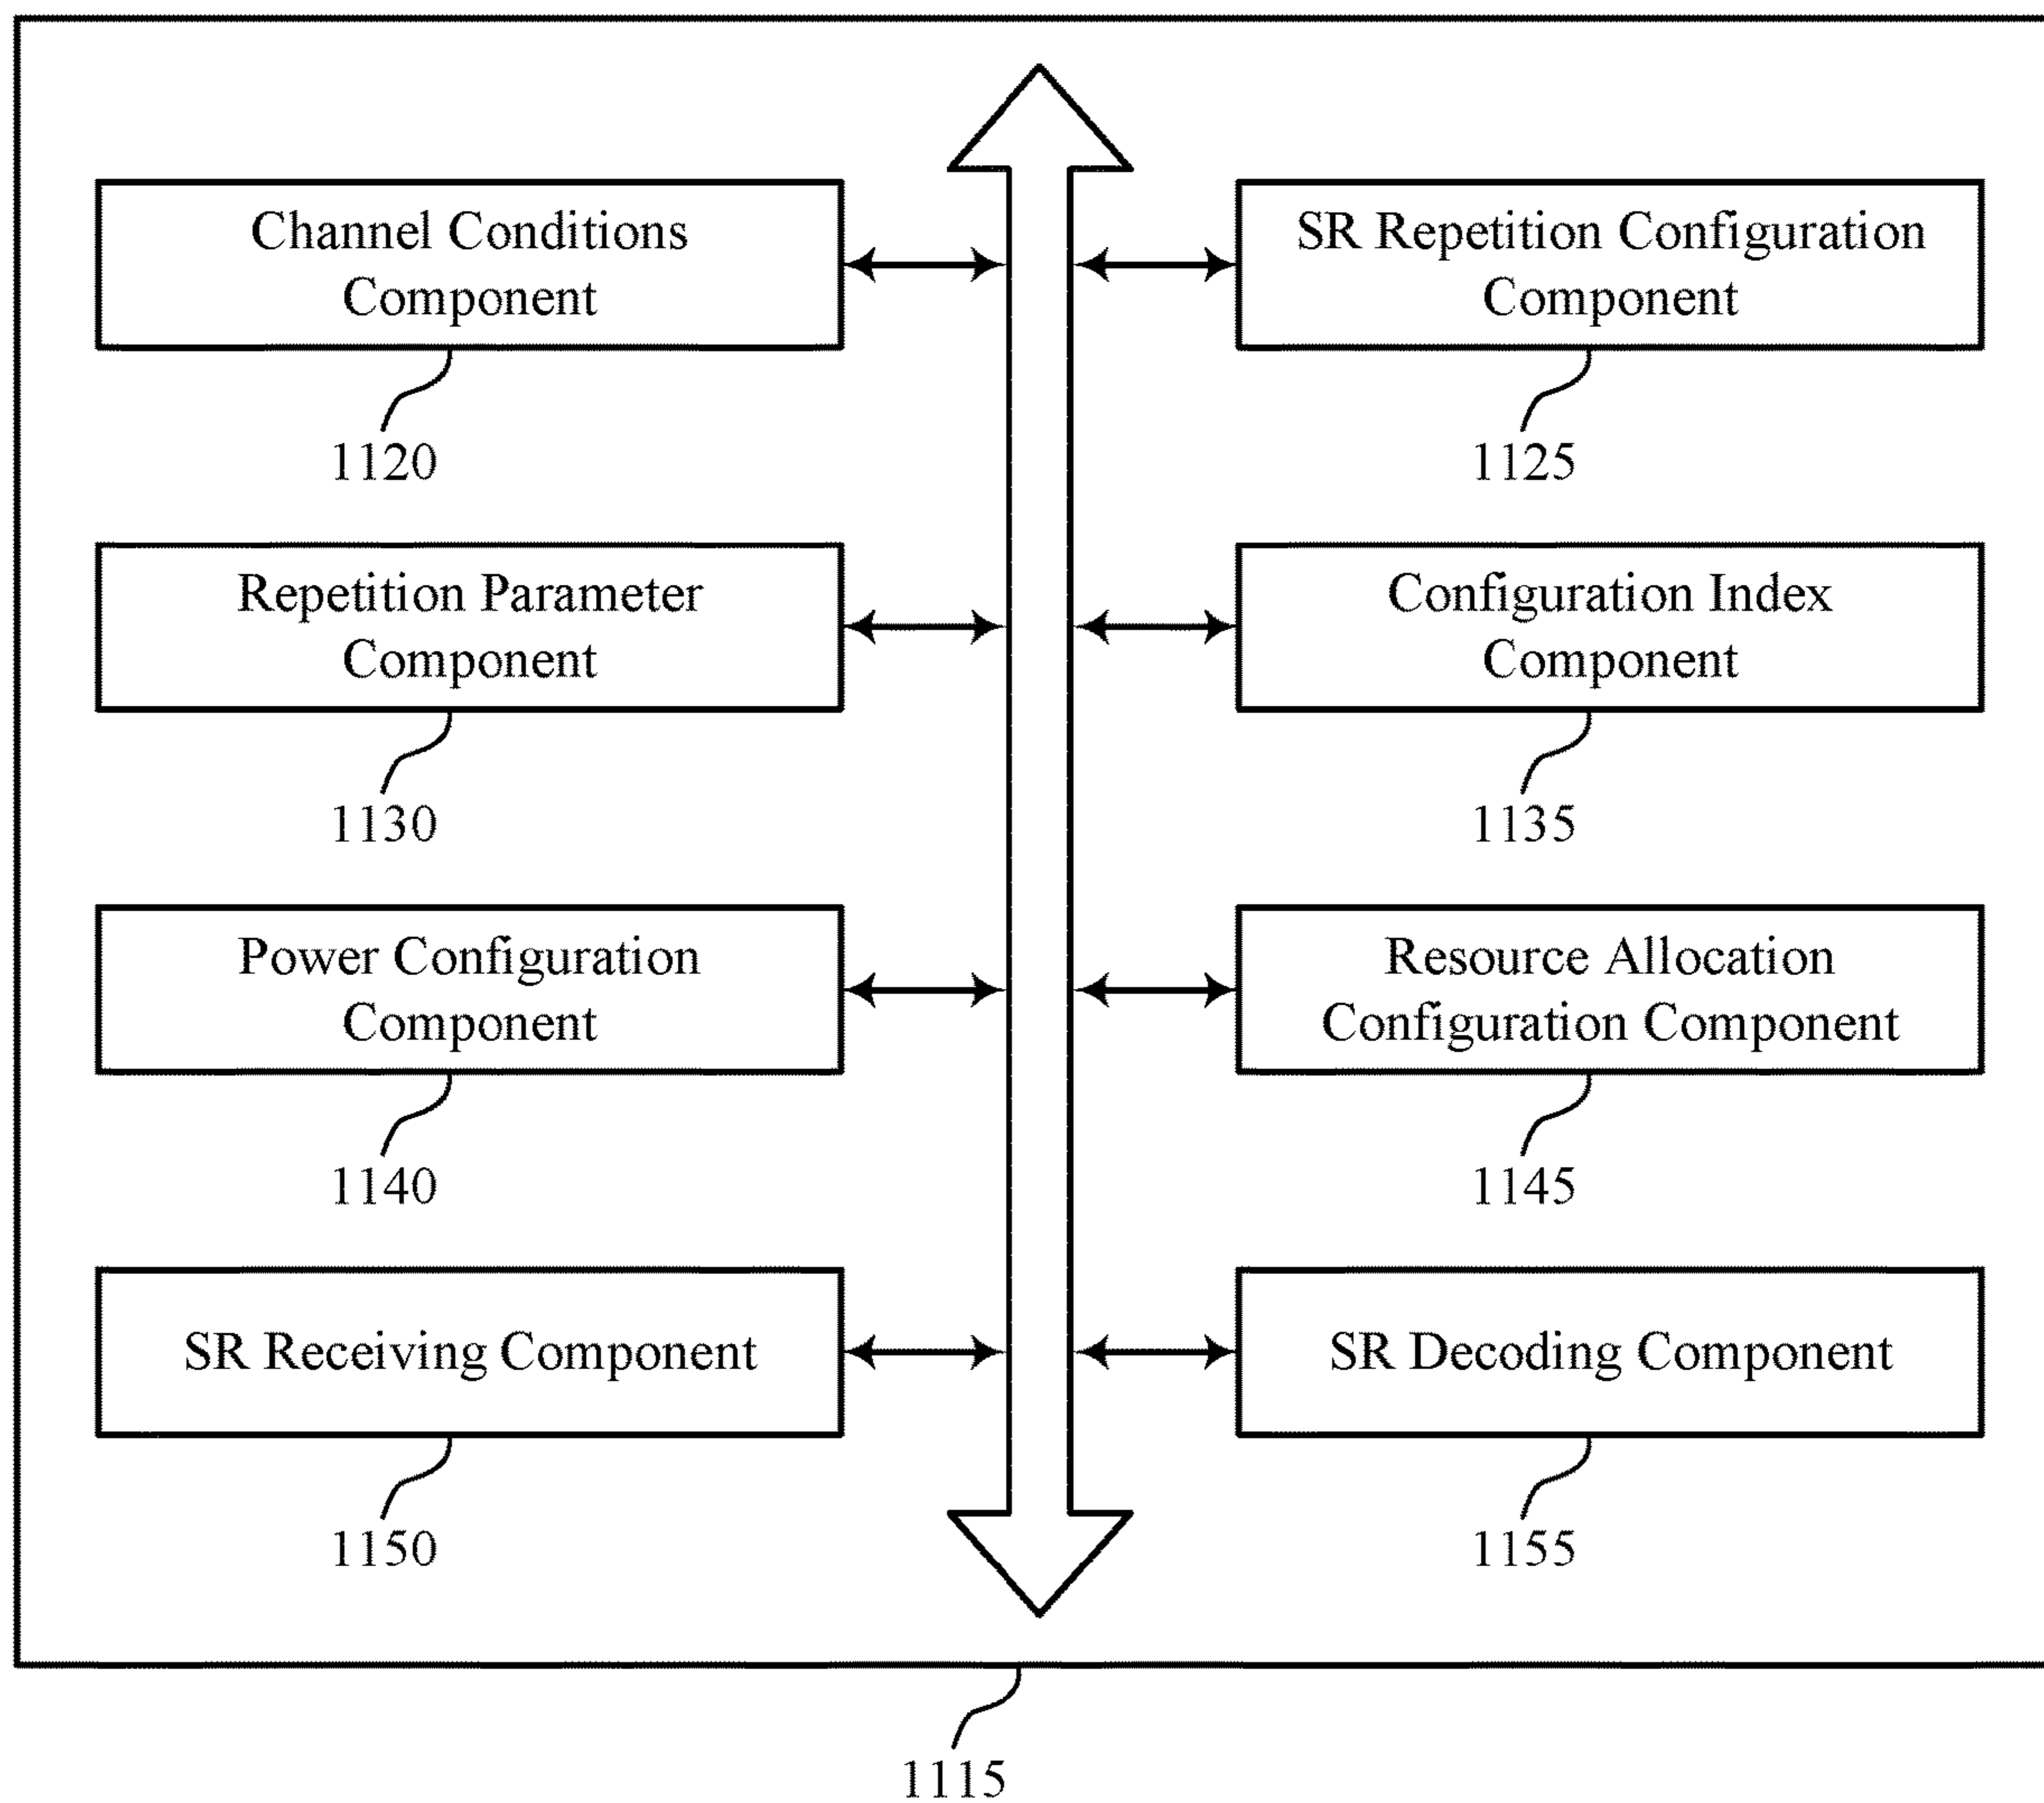 Channel Conditions
Component
1120
SR Repetition Configuration
Component
1125
Repetition Parameter
Component
1130
Configuration Index
Component
1135
Power Configuration
Component
1140
Resource Allocation
Configuration Component
1145
SR Receiving Component
1150
SR Decoding Component
1155
1115